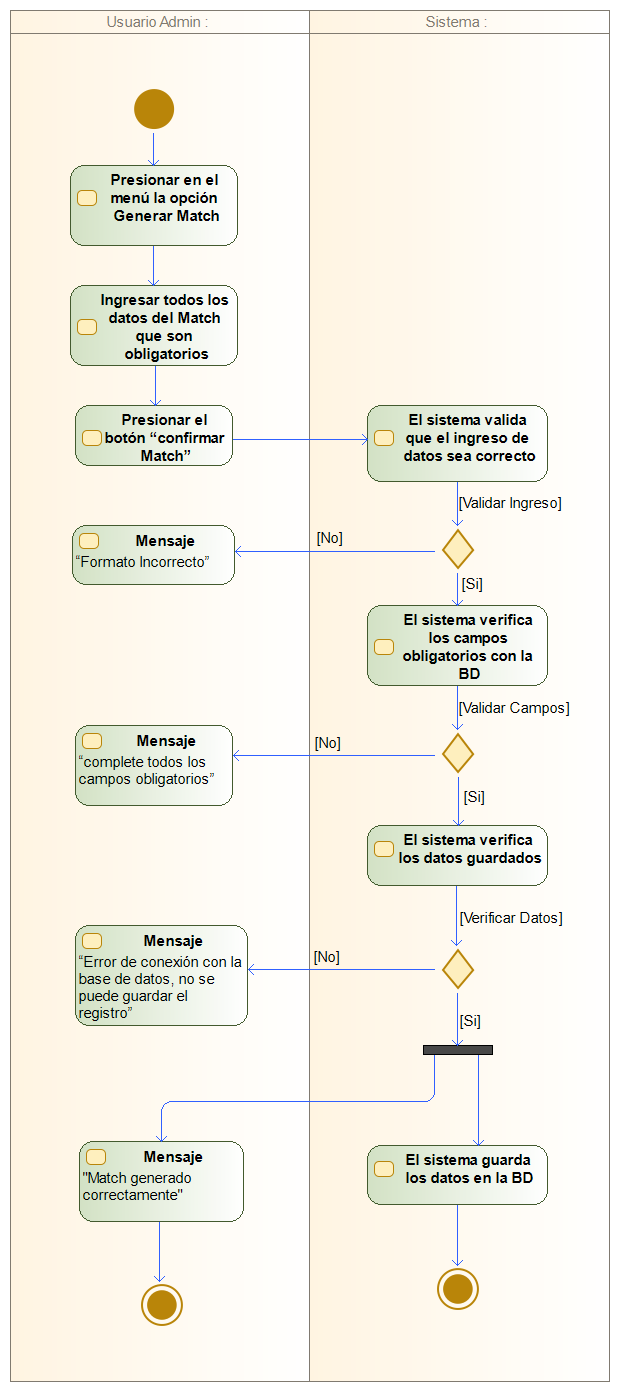 Usuario Admin :
Sistema :
Presionar en el
menú la opción
Generar Match
Ingresar todos los
datos del Match
que son
obligatorios
Presionar el
botón “confirmar
Match”
El sistema valida
que el ingreso de
datos sea correcto
[Validar Ingreso]
[No]
Mensaje
“Formato Incorrecto”
[Si]
El sistema verifica
los campos
obligatorios con la
BD
[Validar Campos]
[No]
Mensaje
“complete todos los
campos obligatorios”
[Si]
El sistema verifica
los datos guardados
[Verificar Datos]
[No]
Mensaje
“Error de conexión con la
base de datos, no se
puede guardar el
registro”
[Si]
Mensaje
"Match generado
correctamente"
El sistema guarda
los datos en la BD